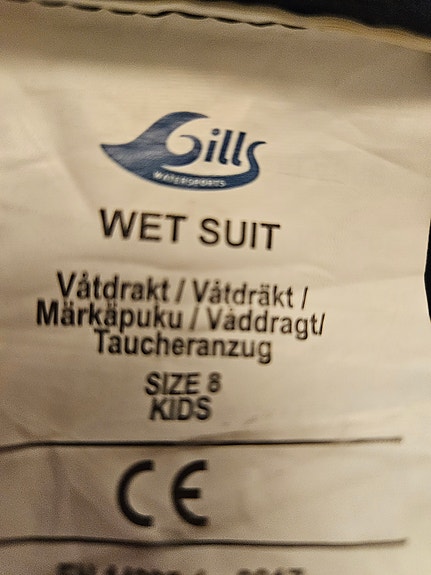 Gills
WATERSPORTS
WET SUIT
Våtdrakt / Våtdräkt /
Märkäpuku / Våddragt/
Taucheranzug
SIZE 8
KIDS
CE